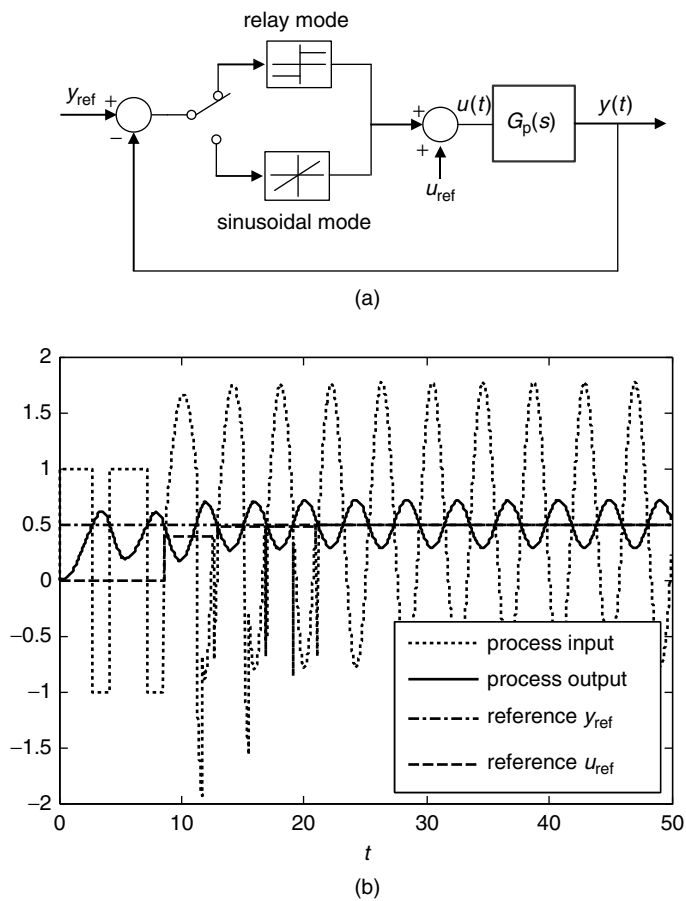 relay mode
y_ref
+
−
+
+
u(t)
G_p(s)
y(t)
u_ref
sinusoidal mode
(a)
2
1.5
1
0.5
0
−0.5
−1
−1.5
−2
process input
process output
reference y_ref
reference u_ref
0 10 20 30 40 50
t
(b)